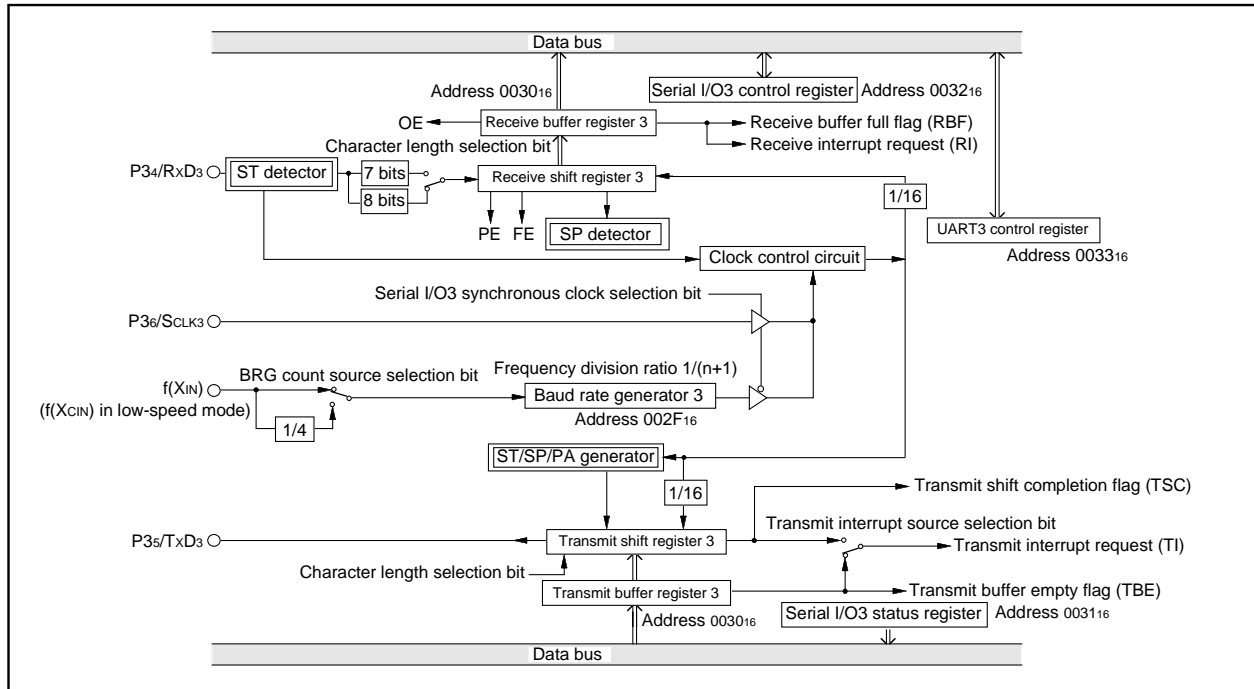 Data bus
Address 003016
Serial I/O3 control register
Address 003216
OE
Receive buffer register 3
Receive buffer full flag (RBF)
Receive interrupt request (RI)
Character length selection bit
P34/RXD3
ST detector
7 bits
8 bits
Receive shift register 3
1/16
PE
FE
SP detector
UART3 control register
Address 003316
Clock control circuit
Serial I/O3 synchronous clock selection bit
P36/SCLK3
BRG count source selection bit
Frequency division ratio 1/(n+1)
f(XIN)
(f(XCIN) in low-speed mode)
Baud rate generator 3
Address 002F16
1/4
ST/SP/PA generator
1/16
Transmit shift completion flag (TSC)
Transmit interrupt source selection bit
P35/TXD3
Transmit shift register 3
Transmit interrupt request (TI)
Character length selection bit
Transmit buffer register 3
Transmit buffer empty flag (TBE)
Address 003016
Serial I/O3 status register
Address 003116
Data bus